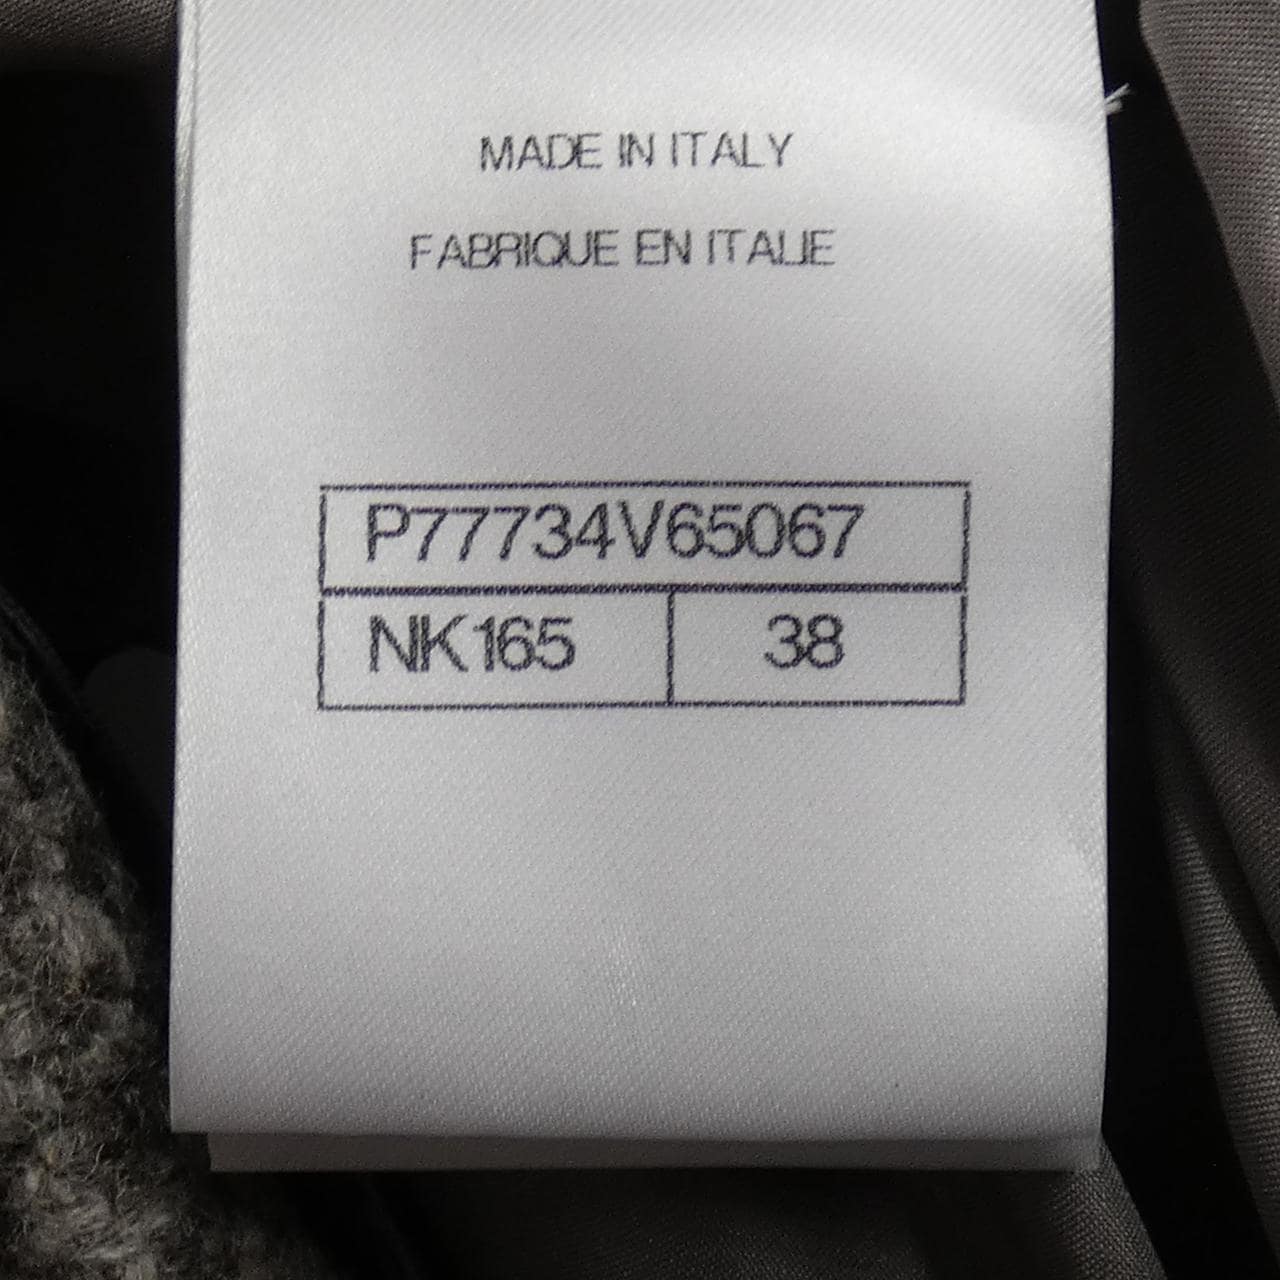 MADE IN ITALY
FABRIQUE EN ITALIE
P77734V65067
NK165 38